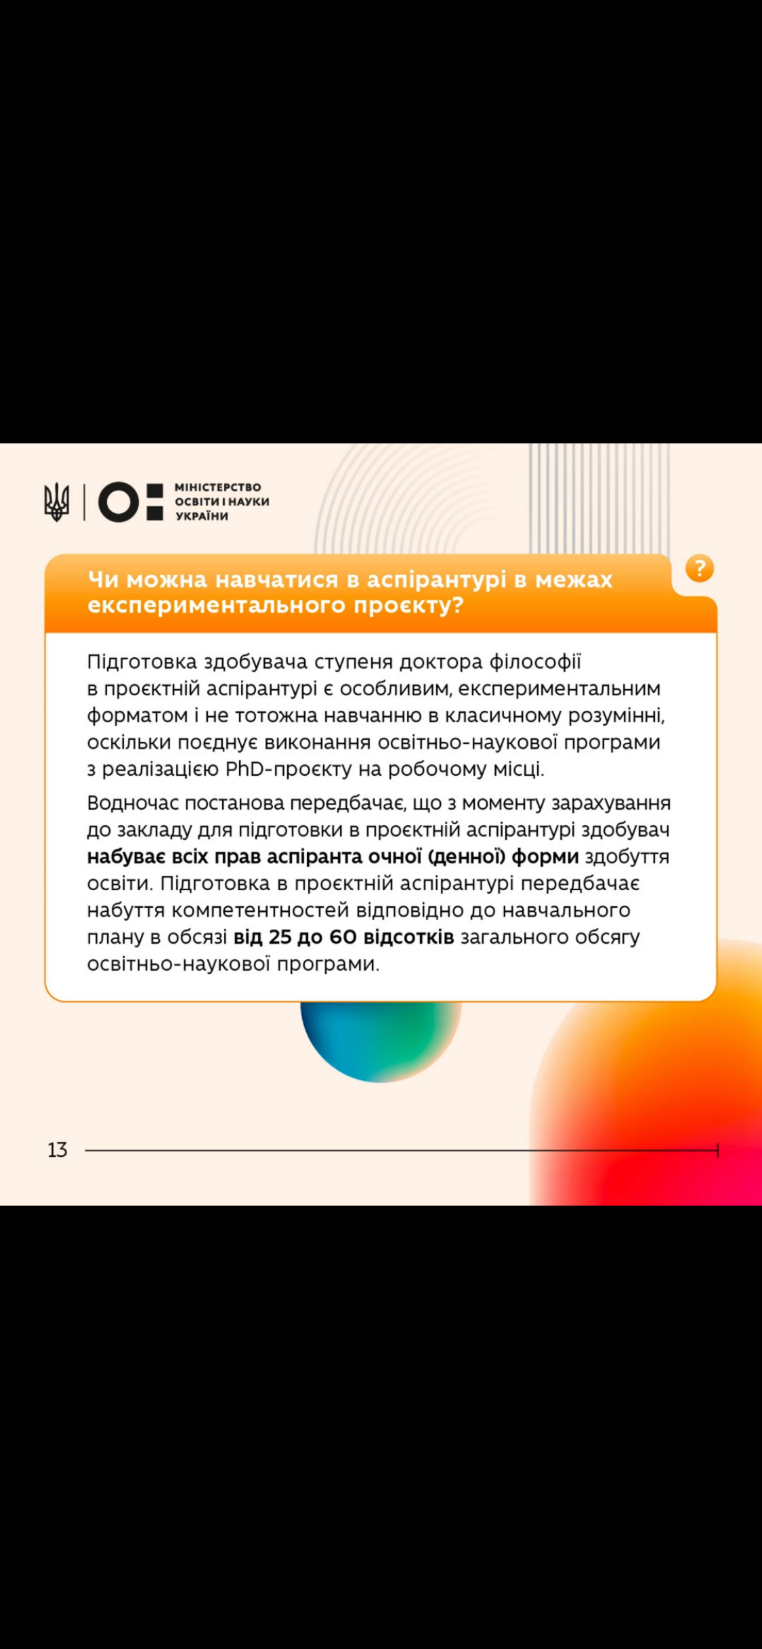 МІНІСТЕРСТВО
ОСВІТИ І НАУКИ
УКРАЇНИ
?
Чи можна навчатися в аспірантурі в межах
експериментального проєкту?
Підготовка здобувача ступеня доктора філософії
в проєктній аспірантурі є особливим, експериментальним
форматом і не тотожна навчанню в класичному розумінні,
оскільки поєднує виконання освітньо-наукової програми
з реалізацією PhD-проєкту на робочому місці.
Водночас постанова передбачає, що з моменту зарахування
до закладу для підготовки в проєктній аспірантурі здобувач
набуває всіх прав аспіранта очної (денної) форми здобуття
освіти. Підготовка в проєктній аспірантурі передбачає
набуття компетентностей відповідно до навчального
плану в обсязі від 25 до 60 відсотків загального обсягу
освітньо-наукової програми.
13